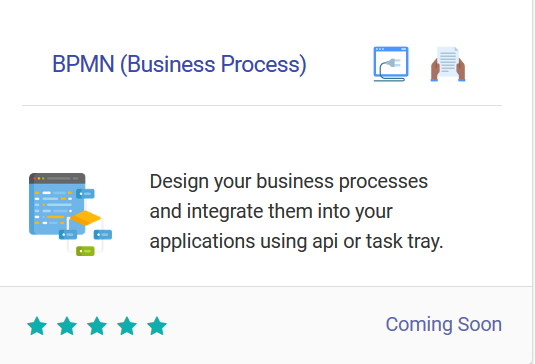 BPMN (Business Process)
Design your business processes
and integrate them into your
applications using api or task tray.
Coming Soon